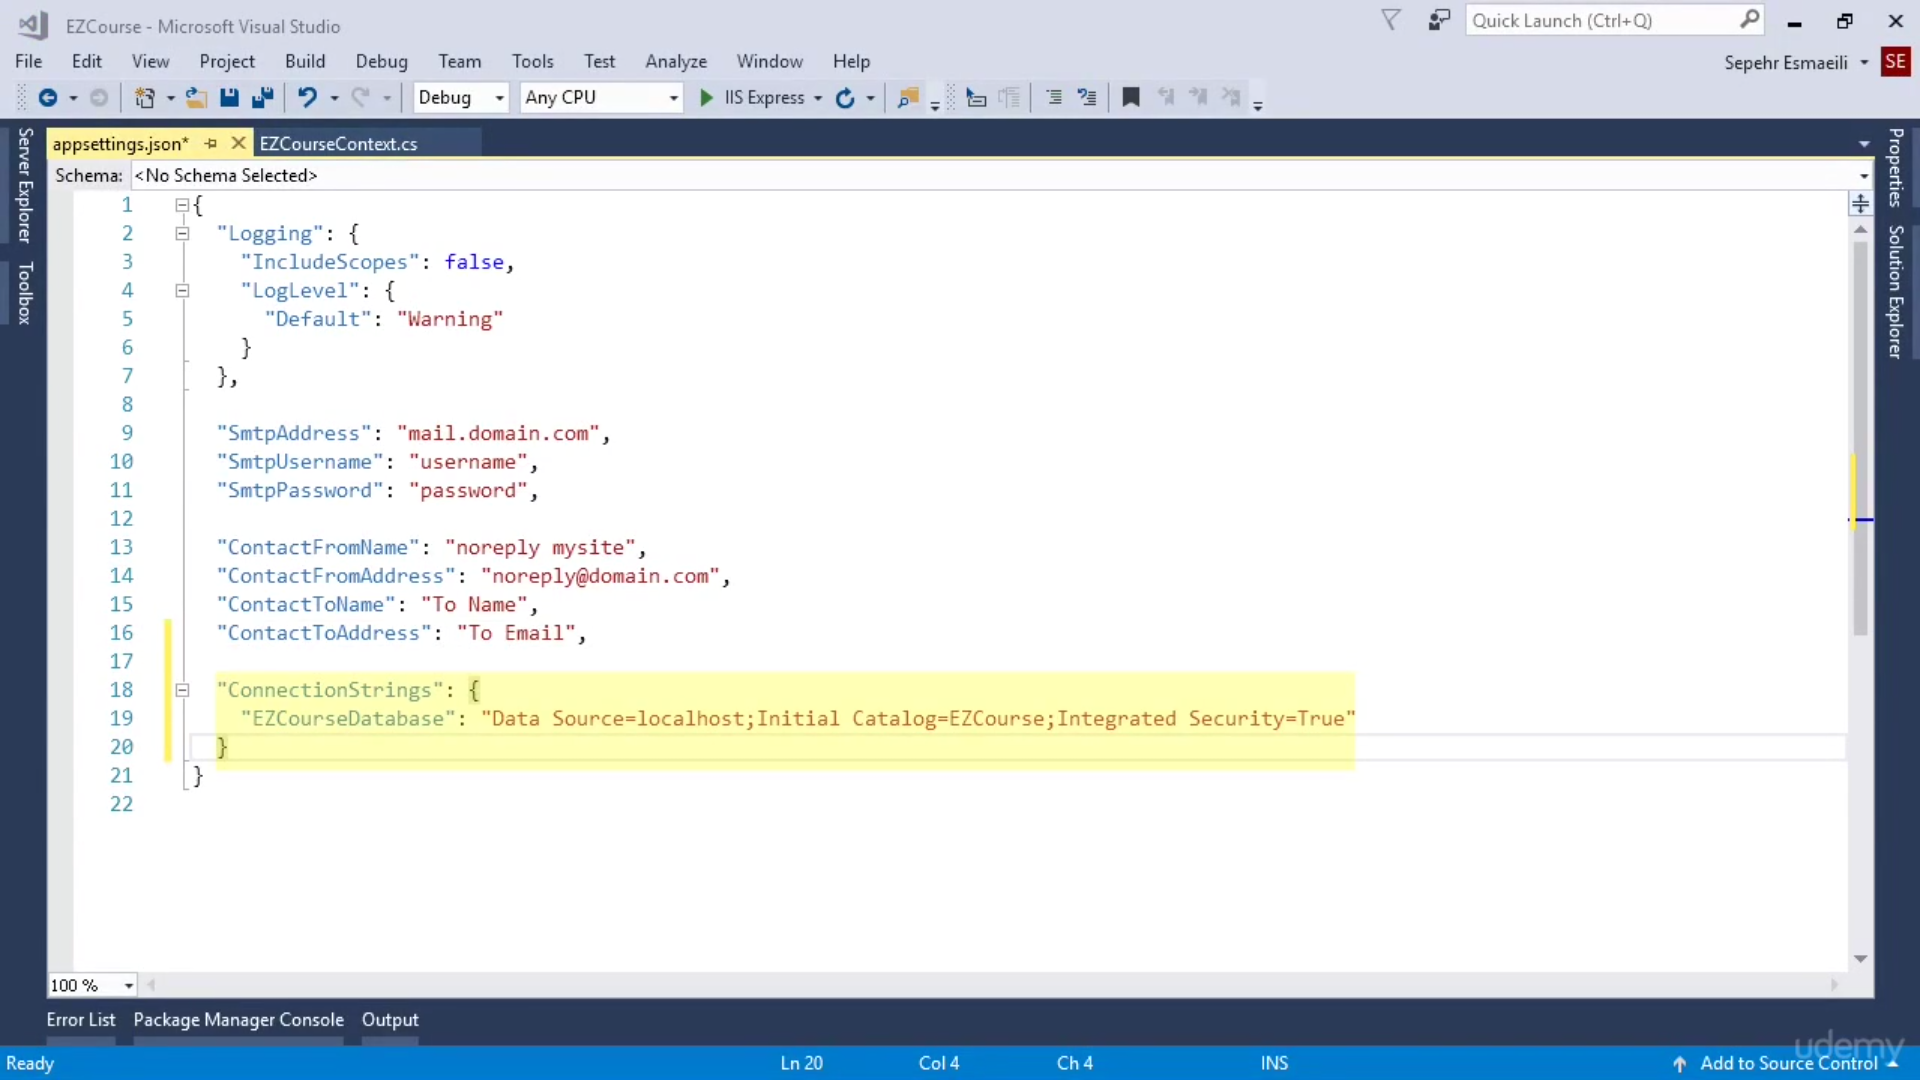 EZCourse - Microsoft Visual Studio
Quick Launch (Ctrl+Q)
File Edit View Project Build Debug Team Tools Test Analyze Window Help
Sepehr Esmaeili SE
Debug Any CPU IIS Express
appsettings.json* EZCourseContext.cs
Schema: <No Schema Selected>
Server Explorer
Toolbox
Properties
Solution Explorer
1 {
2 "Logging": {
3 "IncludeScopes": false,
4 "LogLevel": {
5 "Default": "Warning"
6 }
7 },
8
9 "SmtpAddress": "mail.domain.com",
10 "SmtpUsername": "username",
11 "SmtpPassword": "password",
12
13 "ContactFromName": "noreply mysite",
14 "ContactFromAddress": "noreply@domain.com",
15 "ContactToName": "To Name",
16 "ContactToAddress": "To Email",
17
18 "ConnectionStrings": {
19 "EZCourseDatabase": "Data Source=localhost;Initial Catalog=EZCourse;Integrated Security=True"
20 }
21 }
22
100 %
Error List Package Manager Console Output
udemy
Ready Ln 20 Col 4 Ch 4 INS Add to Source Control